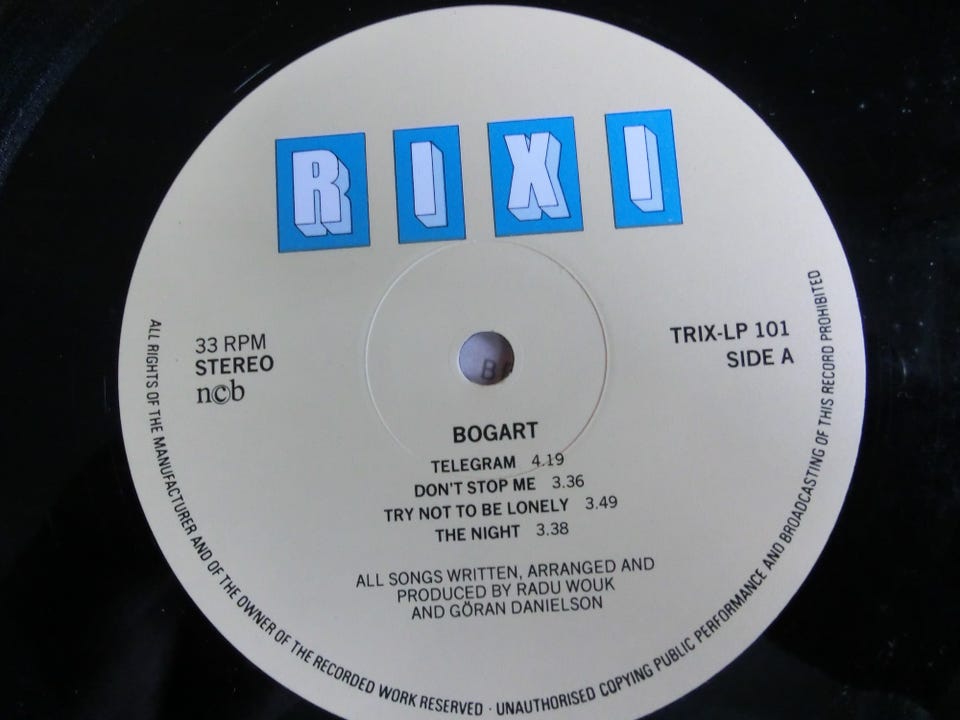 RIXI
33 RPM
STEREO
ncb
TRIX-LP 101
SIDE A
BOGART
TELEGRAM 4.19
DON'T STOP ME 3.36
TRY NOT TO BE LONELY 3.49
THE NIGHT 3.38
ALL SONGS WRITTEN, ARRANGED AND
PRODUCED BY RADU WOUK
AND GÖRAN DANIELSON
ALL RIGHTS OF THE MANUFACTURER AND OF THE OWNER OF THE RECORDED WORK RESERVED · UNAUTHORISED COPYING PUBLIC PERFORMANCE AND BROADCASTING OF THIS RECORD PROHIBITED